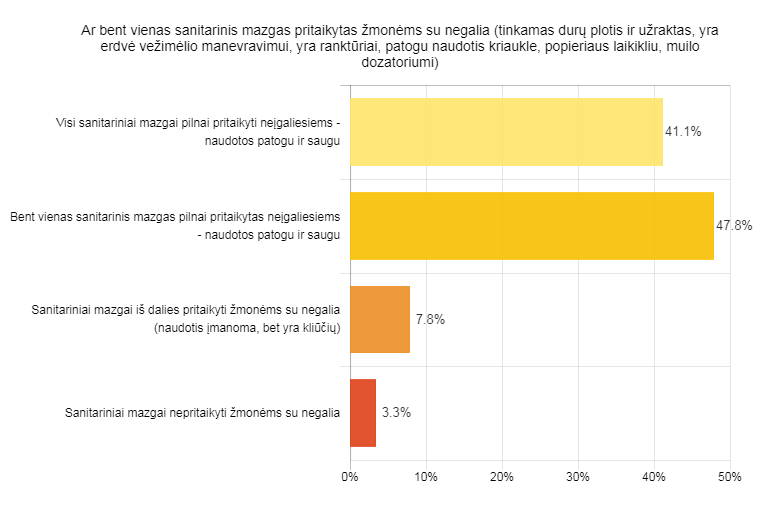 Ar bent vienas sanitarinis mazgas pritaikytas žmonėms su negalia (tinkamas durų plotis ir užraktas, yra
erdvė vežimėlio manevravimui, yra ranktūriai, patogu naudotis kriaukle, popieriaus laikikliu, muilo
dozatoriumi)
Visi sanitariniai mazgai pilnai pritaikyti neįgaliesiems -
naudotos patogu ir saugu
41.1%
Bent vienas sanitarinis mazgas pilnai pritaikytas neįgaliesiems
- naudotos patogu ir saugu
47.8%
Sanitariniai mazgai iš dalies pritaikyti žmonėms su negalia
(naudotis įmanoma, bet yra kliūčių)
7.8%
Sanitariniai mazgai nepritaikyti žmonėms su negalia
3.3%
0% 10% 20% 30% 40% 50%